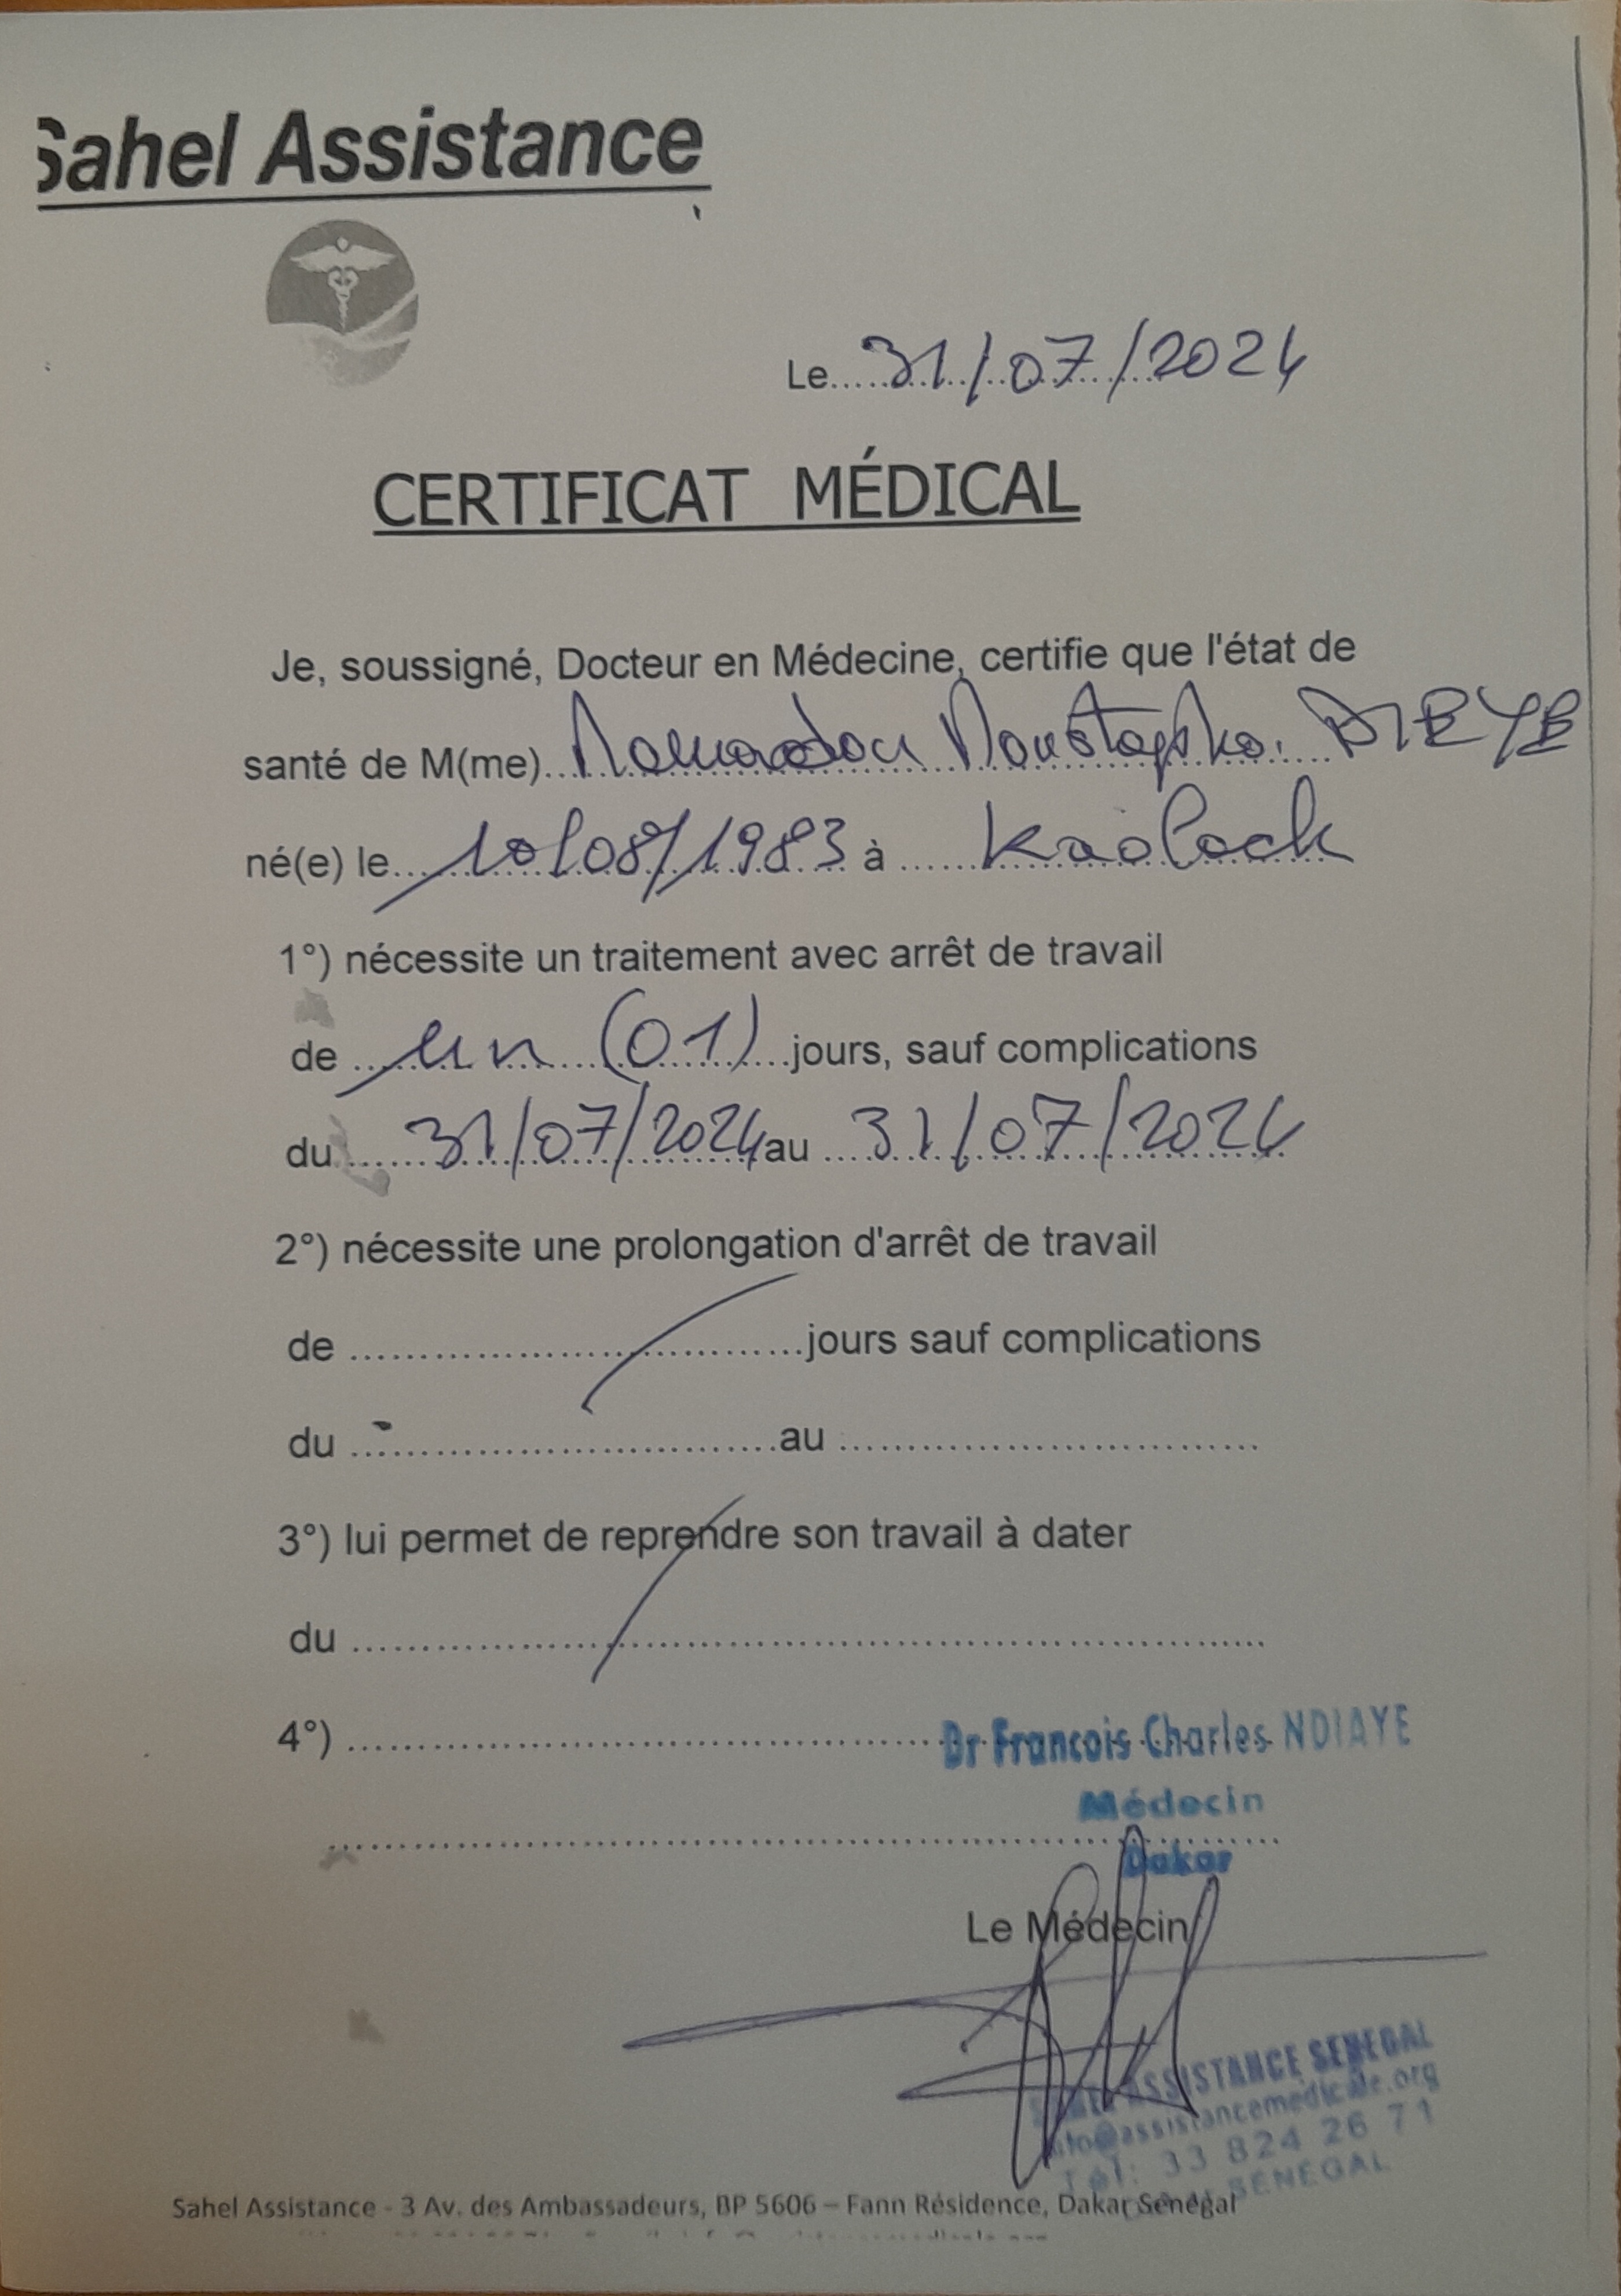 Sahel Assistance
Le.....31/07/2024
CERTIFICAT MÉDICAL
Je, soussigné, Docteur en Médecine, certifie que l'état de
santé de M(me)...Mamadou Moustapha DIEYE
né(e) le...10/08/1983 à ......Kaolack
1°) nécessite un traitement avec arrêt de travail
de ...un (01)...jours, sauf complications
du ......31/07/2024 au ....31/07/2024
2°) nécessite une prolongation d'arrêt de travail
de ................................jours sauf complications
du ..............................au ..............................
3°) lui permet de reprendre son travail à dater
du ................................................................
4°) ................................................................
Dr Francois Charles NDIAYE
Médecin
Dakar
Le Médecin
SAHEL ASSISTANCE SENEGAL
info@assistancemedicale.org
Tél: 33 824 26 71
SENEGAL
Sahel Assistance - 3 Av. des Ambassadeurs, BP 5606 – Fann Résidence, Dakar Sénégal